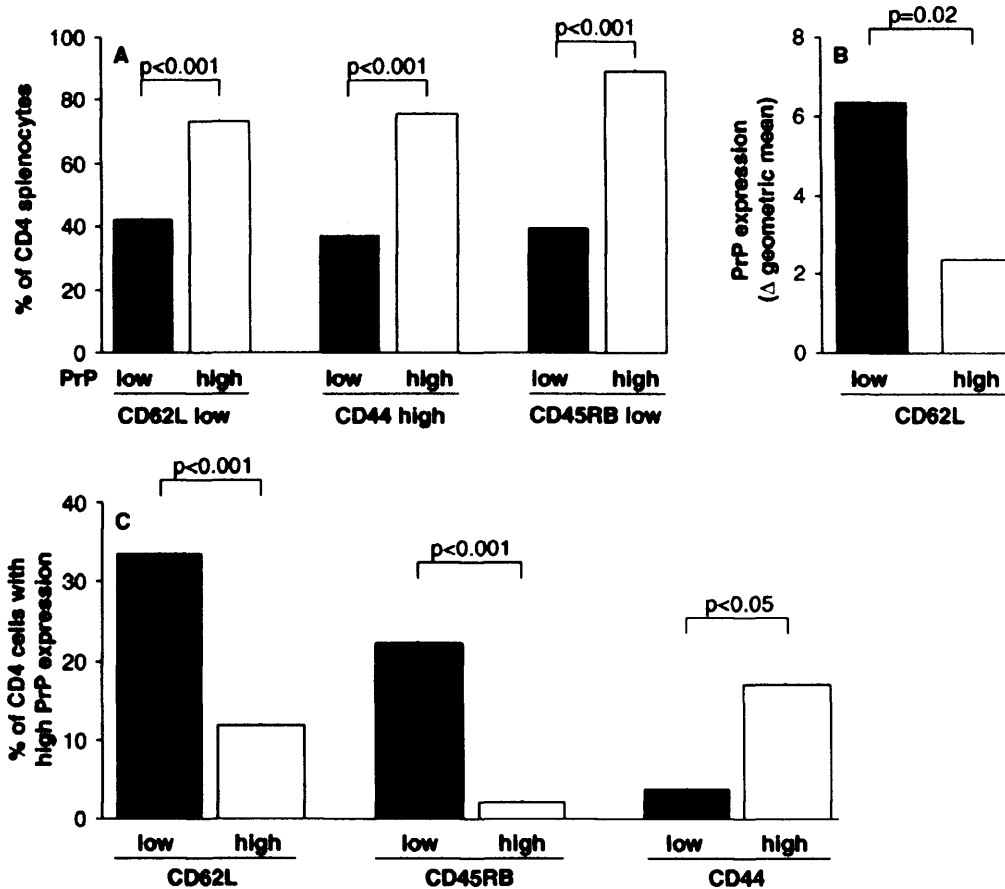 A
% of CD4 splenocytes
100
80
60
40
20
0
p<0.001
p<0.001
p<0.001
PrP low high low high low high
CD62L low CD44 high CD45RB low
B
PrP expression
(Δ geometric mean)
8
6
4
2
0
p=0.02
low high
CD62L
C
% of CD4 cells with
high PrP expression
40
30
20
10
0
p<0.001
p<0.001
p<0.05
low high low high low high
CD62L CD45RB CD44